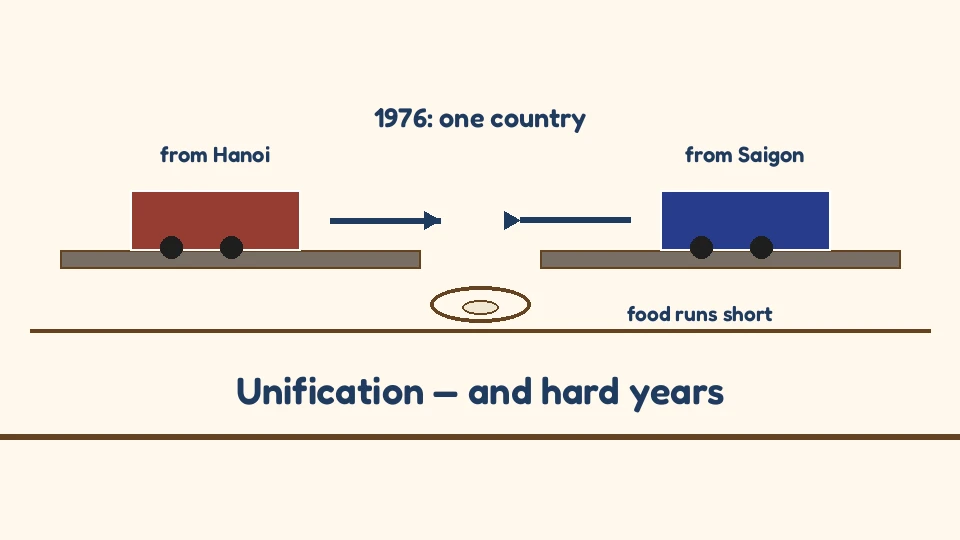 1976: one country
from Hanoi
from Saigon
food runs short
Unification — and hard years